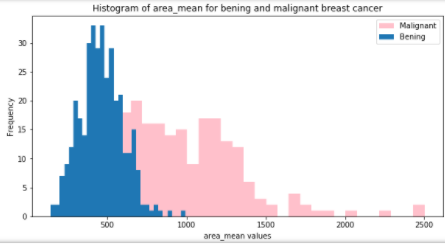 Histogram of area_mean for bening and malignant breast cancer
Malignant
Bening
Frequency
30
25
20
15
10
5
0
500
1000
1500
2000
2500
area_mean values